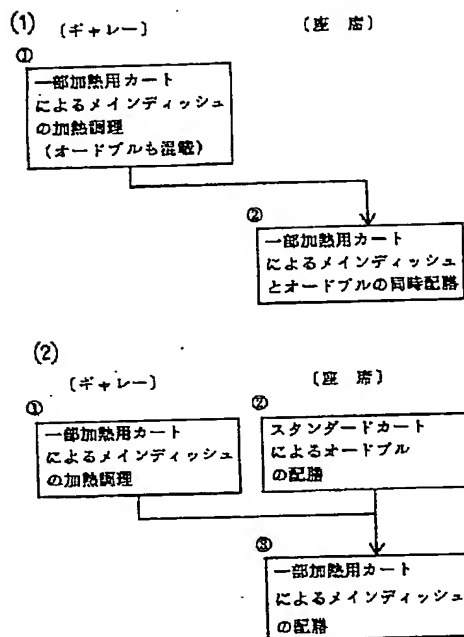 (1) 〔ギャレー〕 〔座 席〕
①
一部加熱用カート
によるメインディッシュ
の加熱調理
(オードブルも混載)
②
一部加熱用カート
によるメインディッシュ
とオードブルの同時配膳
(2)
〔ギャレー〕 〔座 席〕
① ②
一部加熱用カート
によるメインディッシュ
の加熱調理
スタンダードカート
によるオードブル
の配膳
③
一部加熱用カート
によるメインディッシュ
の配膳